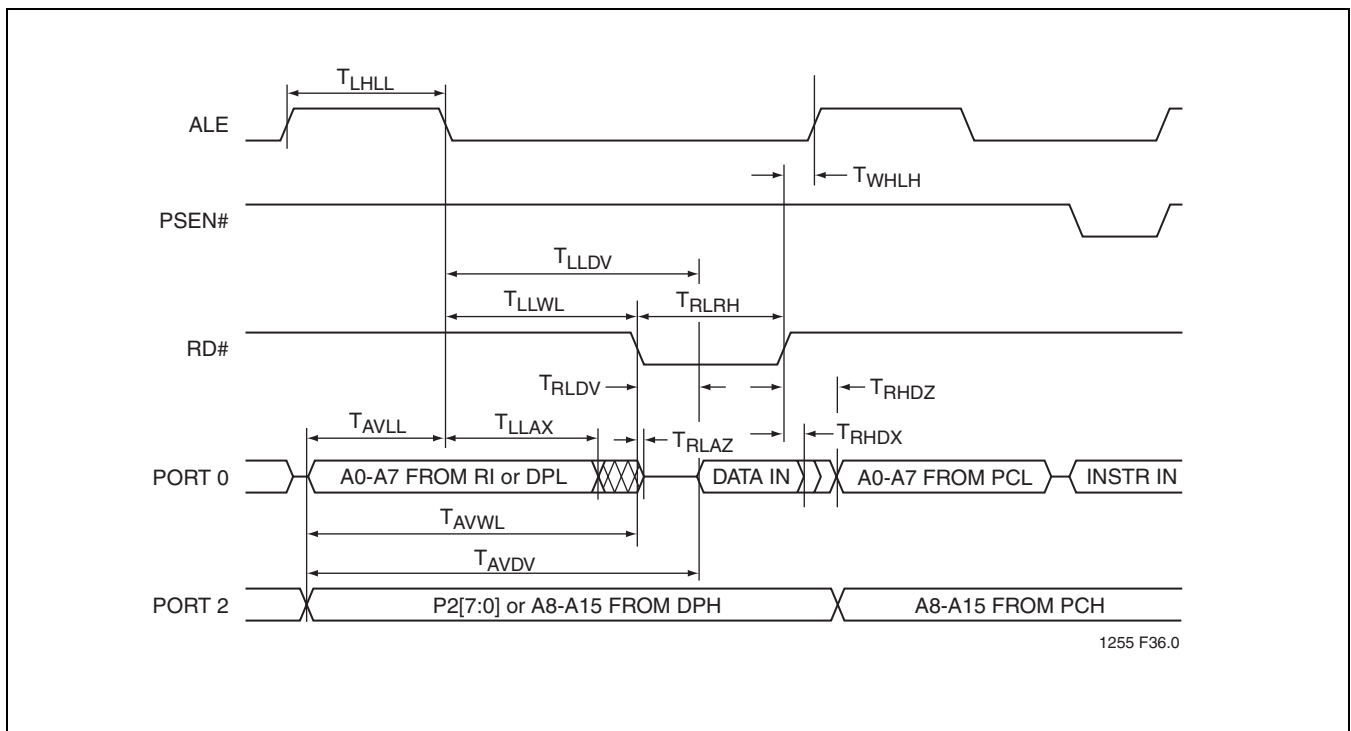 TLHLL
ALE
TWHLH
PSEN#
TLLDV
TLLWL
TRLRH
RD#
TRLDV
TRHDZ
TAVLL
TLLAX
TRLAZ
TRHDX
PORT 0
A0-A7 FROM RI or DPL
DATA IN
A0-A7 FROM PCL
INSTR IN
TAVWL
TAVDV
PORT 2
P2[7:0] or A8-A15 FROM DPH
A8-A15 FROM PCH
1255 F36.0